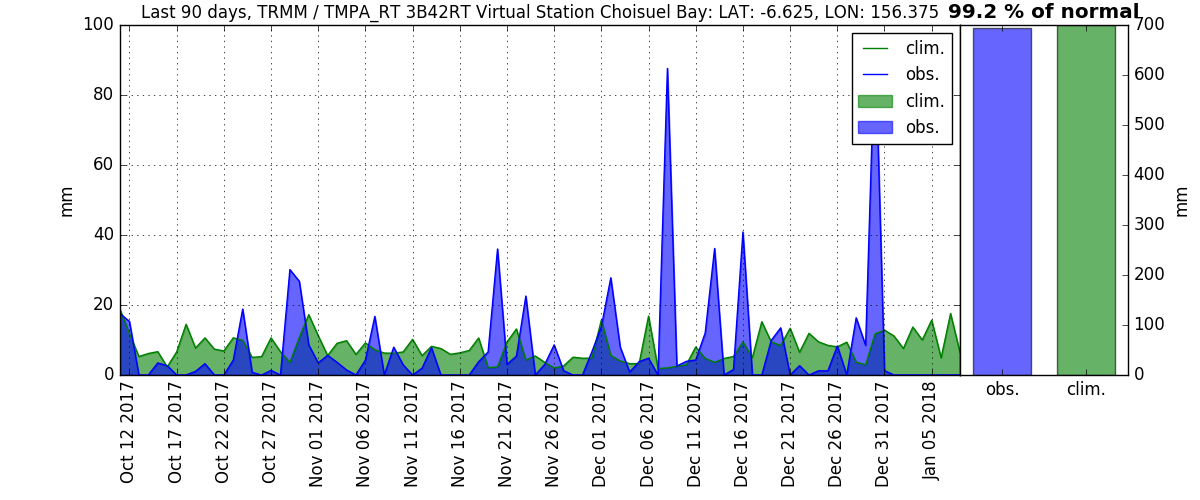 Last 90 days, TRMM / TMPA_RT 3B42RT Virtual Station Choisuel Bay: LAT: -6.625, LON: 156.375
99.2 % of normal
100
80
60
40
20
0
mm
clim.
obs.
clim.
obs.
700
600
500
400
300
200
100
0
mm
obs.
clim.
Oct 12 2017
Oct 17 2017
Oct 22 2017
Oct 27 2017
Nov 01 2017
Nov 06 2017
Nov 11 2017
Nov 16 2017
Nov 21 2017
Nov 26 2017
Dec 01 2017
Dec 06 2017
Dec 11 2017
Dec 16 2017
Dec 21 2017
Dec 26 2017
Dec 31 2017
Jan 05 2018